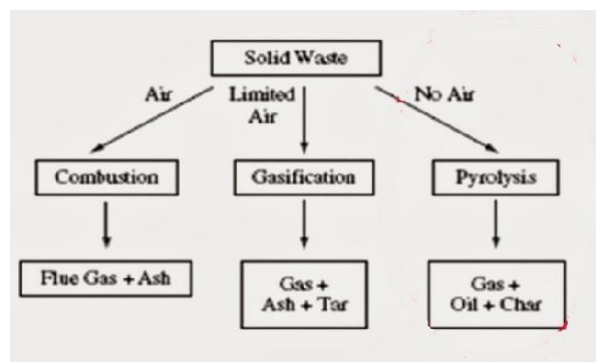 Solid Waste
Air
Limited
Air
No Air
Combustion
Gasification
Pyrolysis
Flue Gas + Ash
Gas +
Ash + Tar
Gas +
Oil + Char